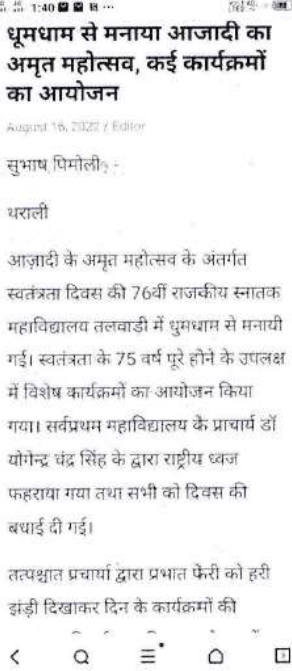 1:40
धूमधाम से मनाया आजादी का
अमृत महोत्सव, कई कार्यक्रमों
का आयोजन
August 16, 2022 / Editor
सुभाष पिमोली:-
थराली
आज़ादी के अमृत महोत्सव के अंतर्गत
स्वतंत्रता दिवस की 76वीं राजकीय स्नातक
महाविद्यालय तलवाडी में धुमधाम से मनायी
गई। स्वतंत्रता के 75 वर्ष पूरे होने के उपलक्ष
में विशेष कार्यक्रमों का आयोजन किया
गया। सर्वप्रथम महाविद्यालय के प्राचार्य डॉ
योगेन्द्र चंद्र सिंह के द्वारा राष्ट्रीय ध्वज
फहराया गया तथा सभी को दिवस की
बधाई दी गई।
तत्पश्चात प्रचार्या द्वारा प्रभात फेरी को हरी
झंड़ी दिखाकर दिन के कार्यक्रमों की